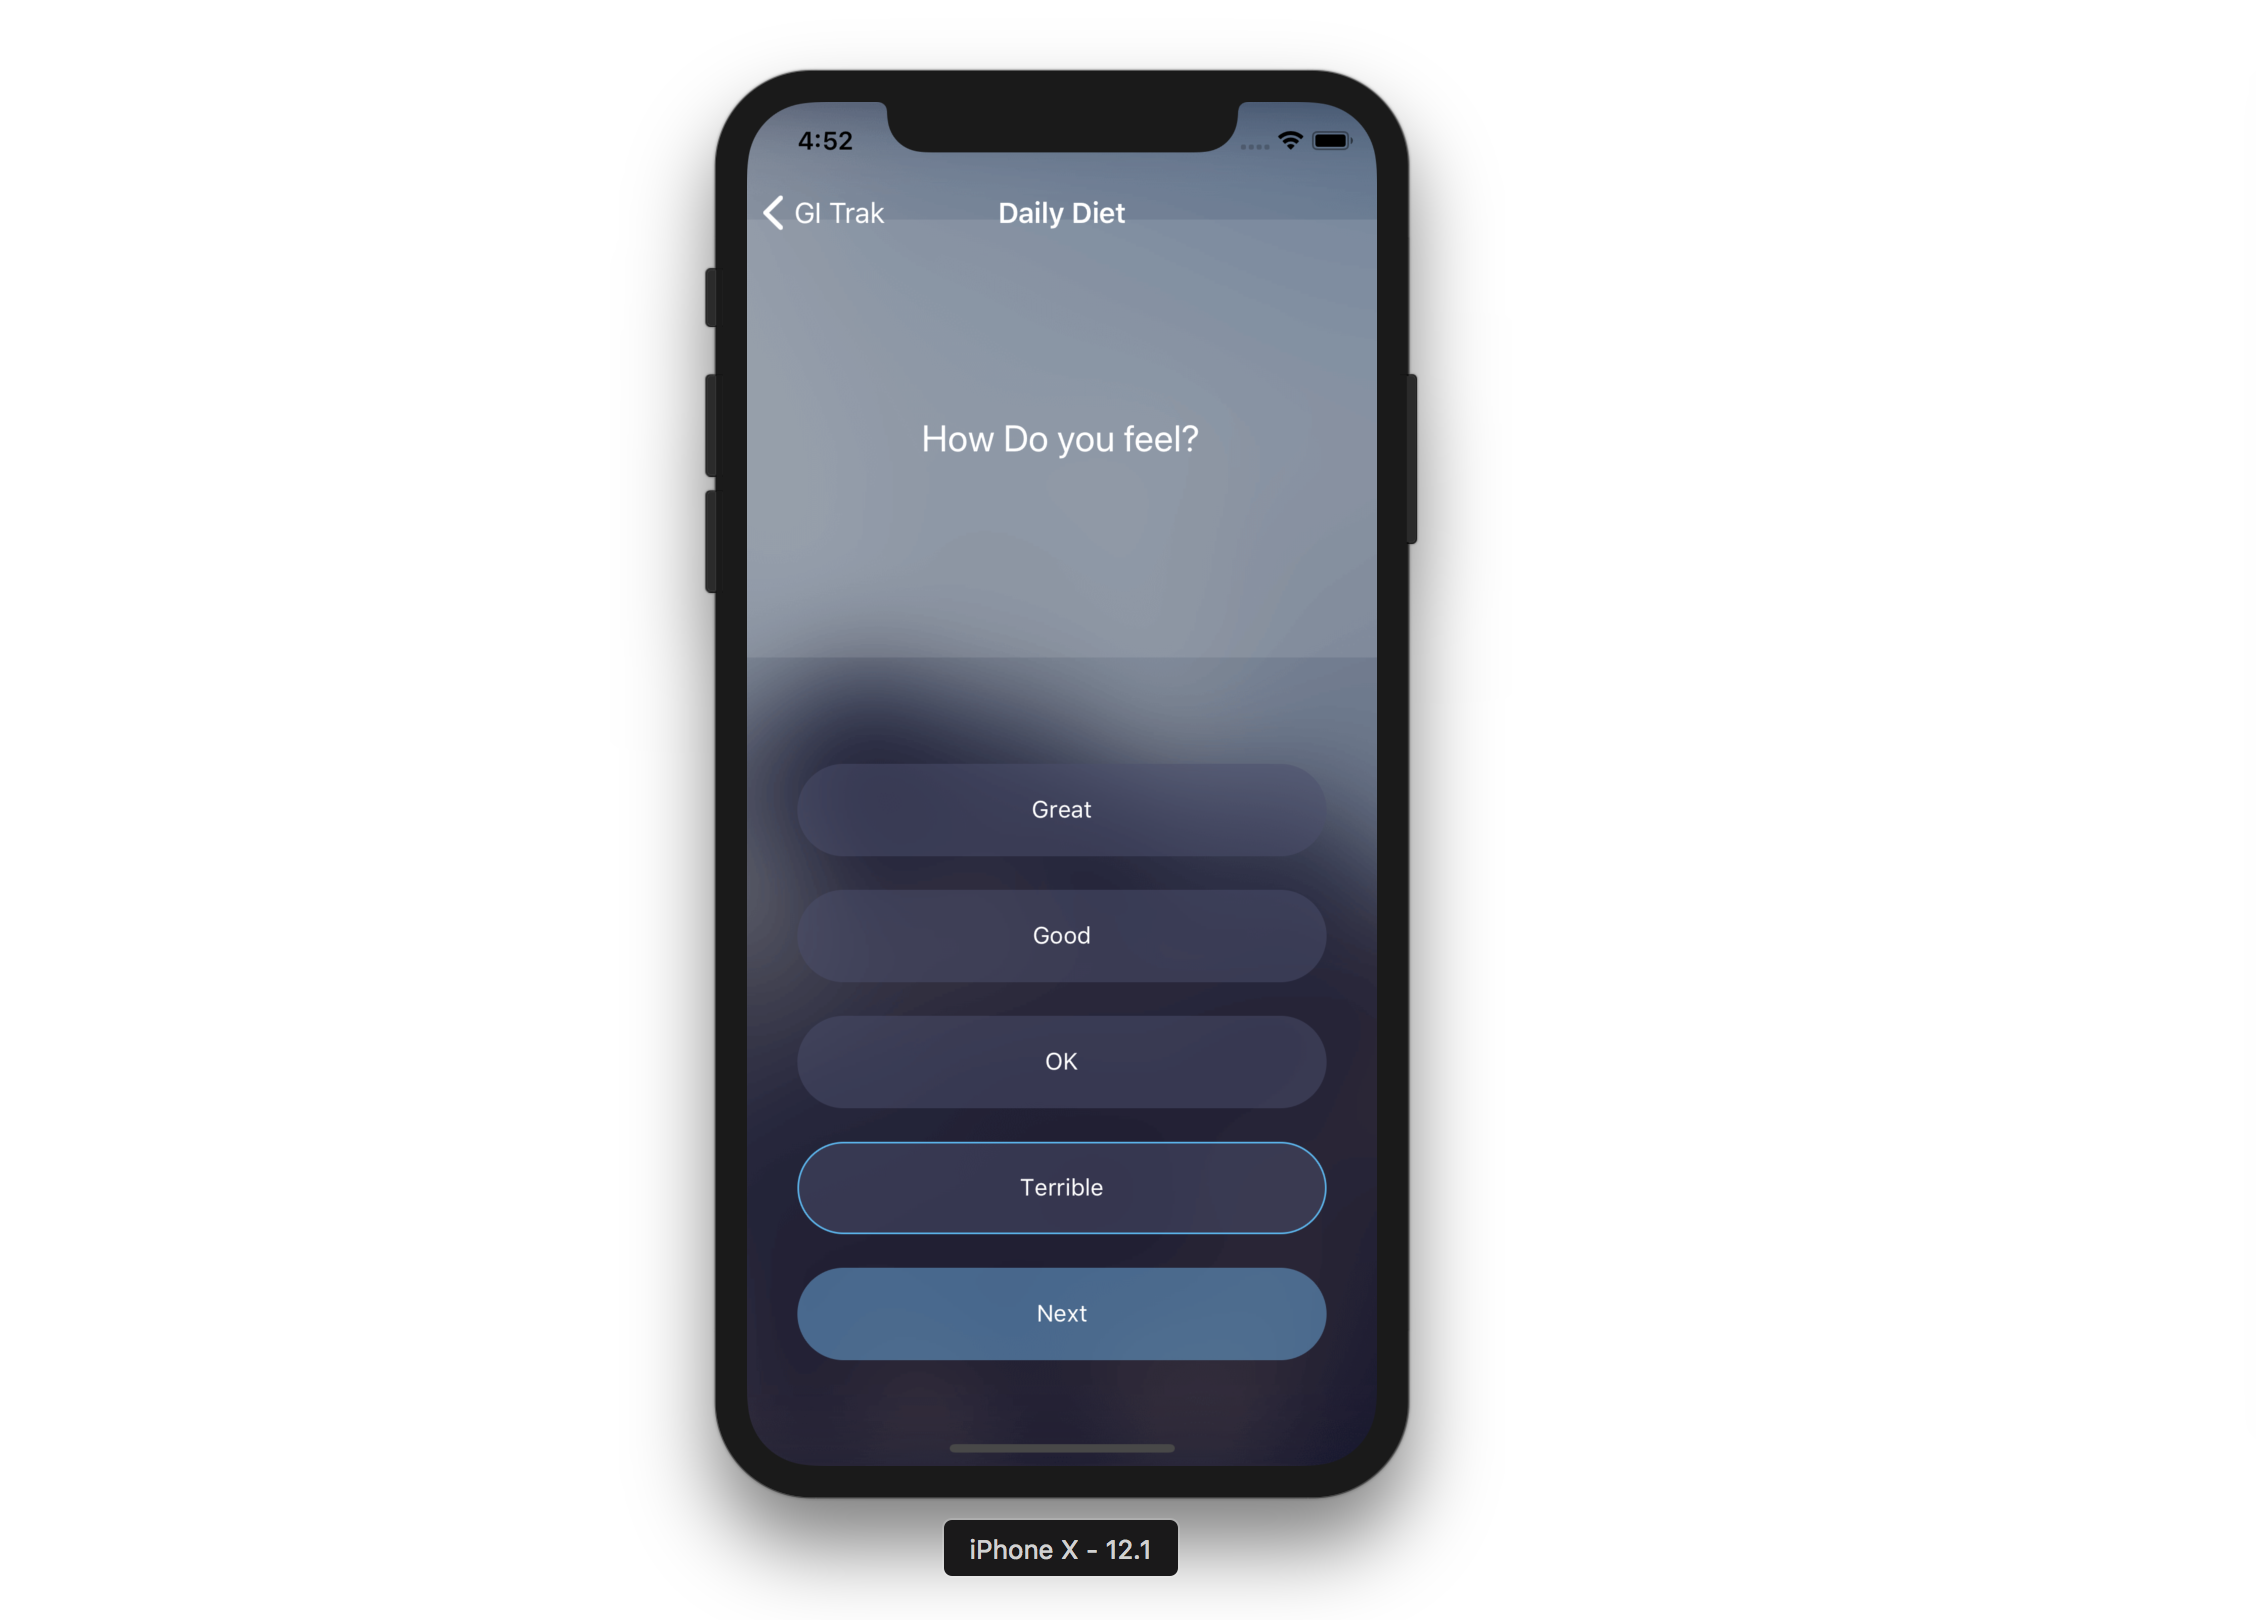 4:52
GI Trak
Daily Diet
How Do you feel?
Great
Good
OK
Terrible
Next
iPhone X - 12.1